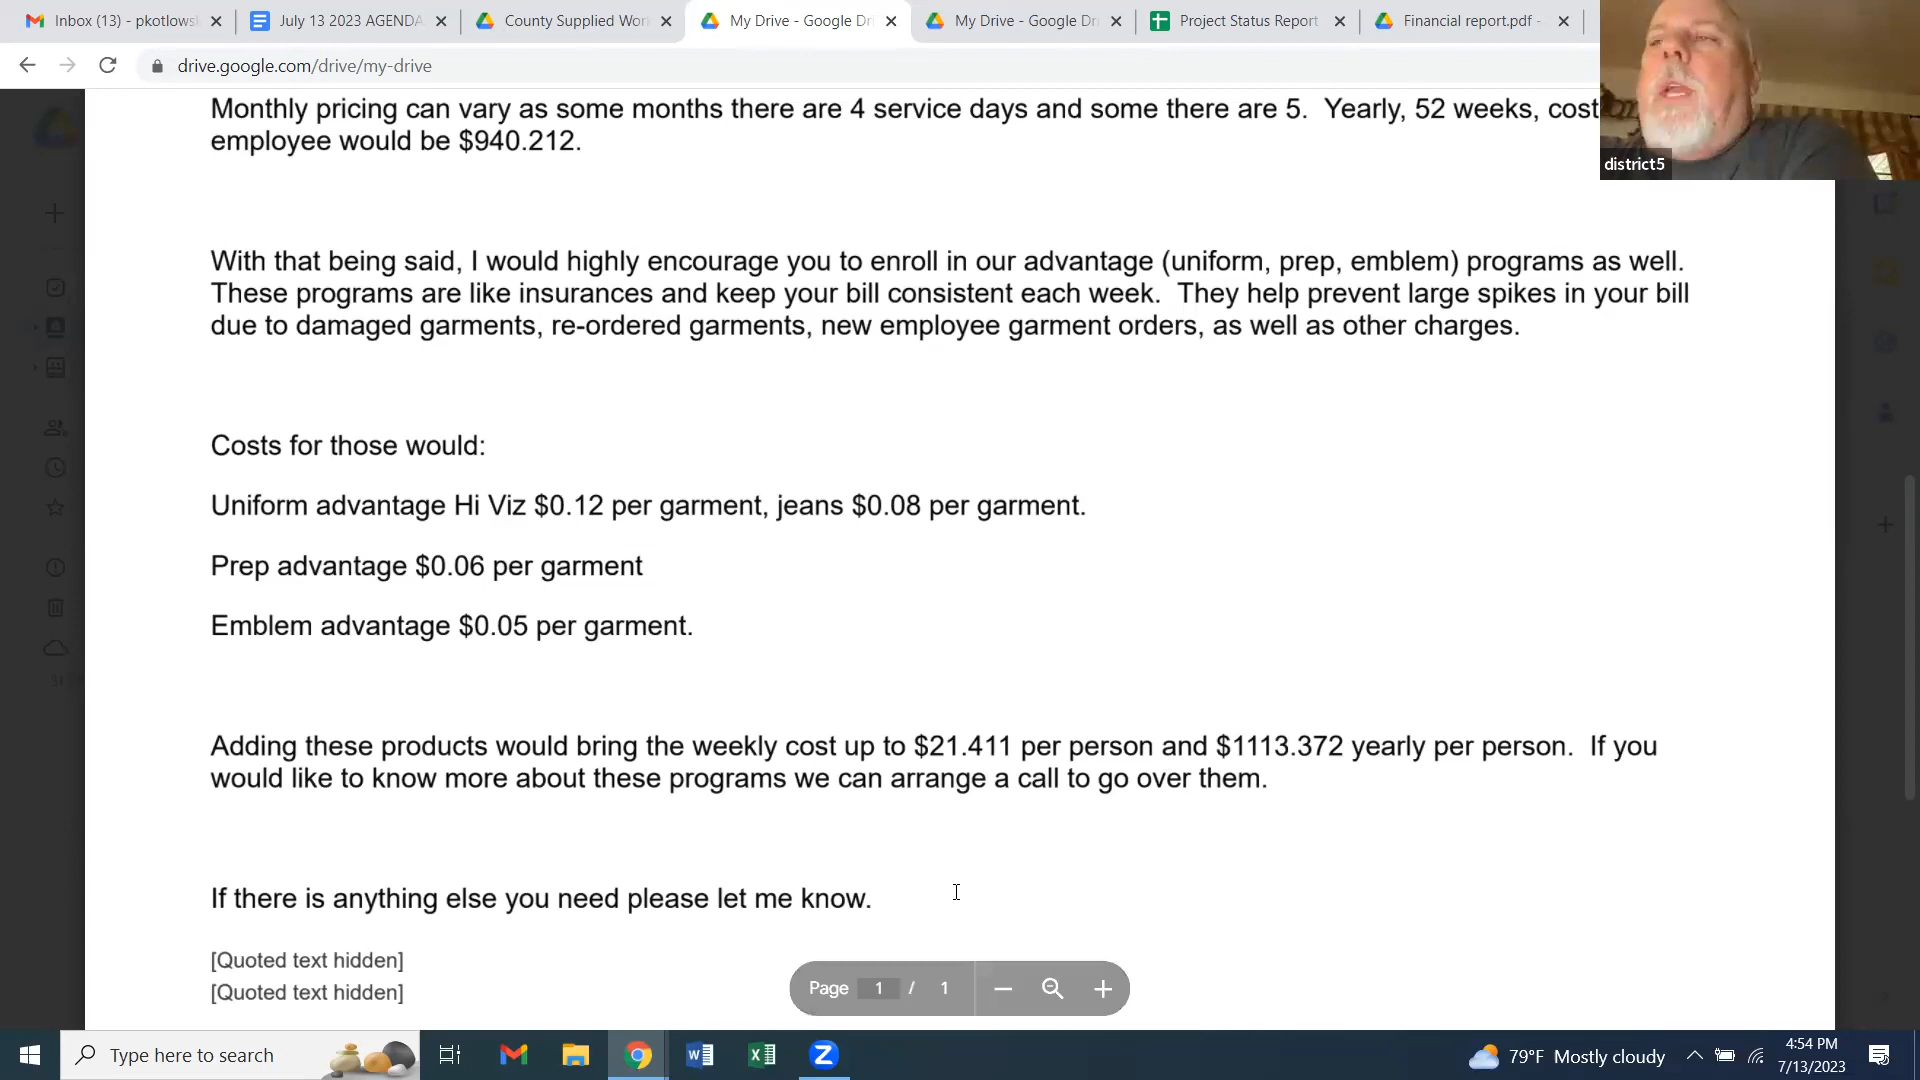 Inbox (13) - pkotlows
July 13 2023 AGENDA
County Supplied Wor
My Drive - Google Dr
My Drive - Google Dr
Project Status Report
Financial report.pdf -
drive.google.com/drive/my-drive
Monthly pricing can vary as some months there are 4 service days and some there are 5. Yearly, 52 weeks, cost
employee would be $940.212.
district5
With that being said, I would highly encourage you to enroll in our advantage (uniform, prep, emblem) programs as well.
These programs are like insurances and keep your bill consistent each week. They help prevent large spikes in your bill
due to damaged garments, re-ordered garments, new employee garment orders, as well as other charges.
Costs for those would:
Uniform advantage Hi Viz $0.12 per garment, jeans $0.08 per garment.
Prep advantage $0.06 per garment
Emblem advantage $0.05 per garment.
Adding these products would bring the weekly cost up to $21.411 per person and $1113.372 yearly per person. If you
would like to know more about these programs we can arrange a call to go over them.
If there is anything else you need please let me know.
[Quoted text hidden]
[Quoted text hidden]
Page 1 / 1
Type here to search
79°F Mostly cloudy
4:54 PM
7/13/2023